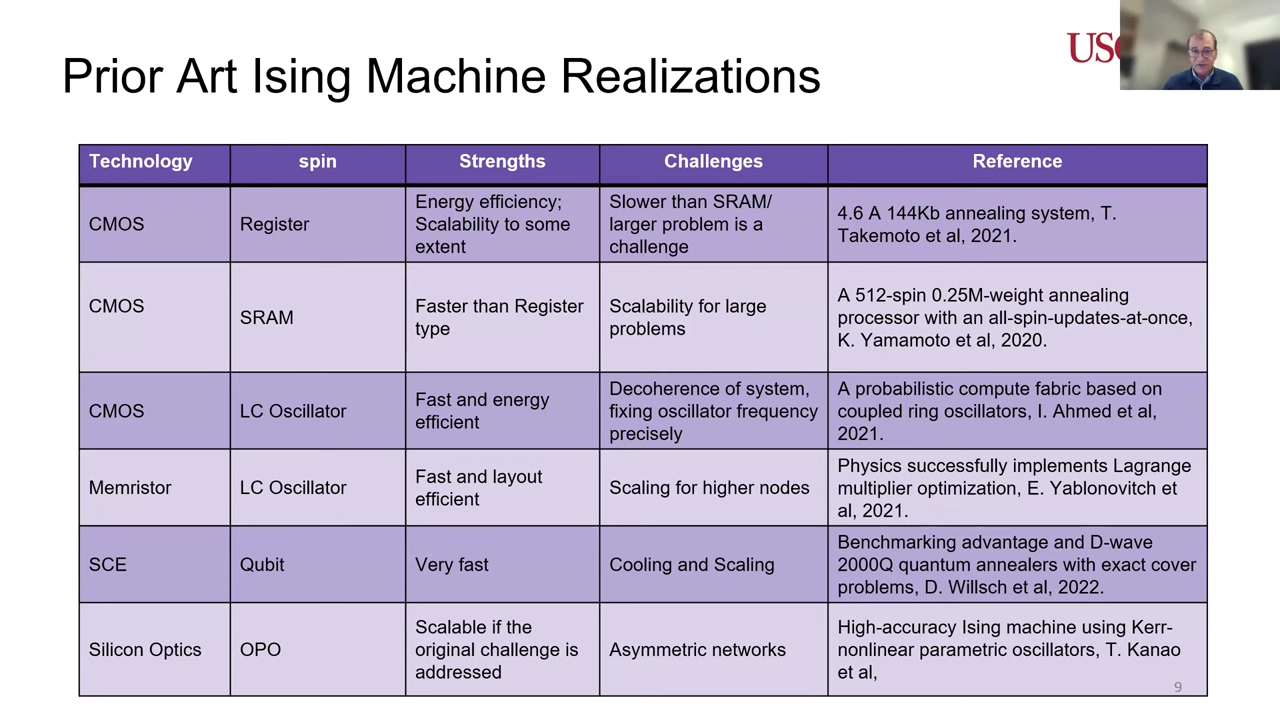 Prior Art Ising Machine Realizations
USC
Technology spin Strengths Challenges Reference
CMOS
Register
Energy efficiency;
Scalability to some
extent
Slower than SRAM/
larger problem is a
challenge
4.6 A 144Kb annealing system, T.
Takemoto et al, 2021.
CMOS
SRAM
Faster than Register
type
Scalability for large
problems
A 512-spin 0.25M-weight annealing
processor with an all-spin-updates-at-once,
K. Yamamoto et al, 2020.
CMOS
LC Oscillator
Fast and energy
efficient
Decoherence of system,
fixing oscillator frequency
precisely
A probabilistic compute fabric based on
coupled ring oscillators, I. Ahmed et al,
2021.
Memristor
LC Oscillator
Fast and layout
efficient
Scaling for higher nodes
Physics successfully implements Lagrange
multiplier optimization, E. Yablonovitch et
al, 2021.
SCE
Qubit
Very fast
Cooling and Scaling
Benchmarking advantage and D-wave
2000Q quantum annealers with exact cover
problems, D. Willsch et al, 2022.
Silicon Optics
OPO
Scalable if the
original challenge is
addressed
Asymmetric networks
High-accuracy Ising machine using Kerr-
nonlinear parametric oscillators, T. Kanao
et al,
9